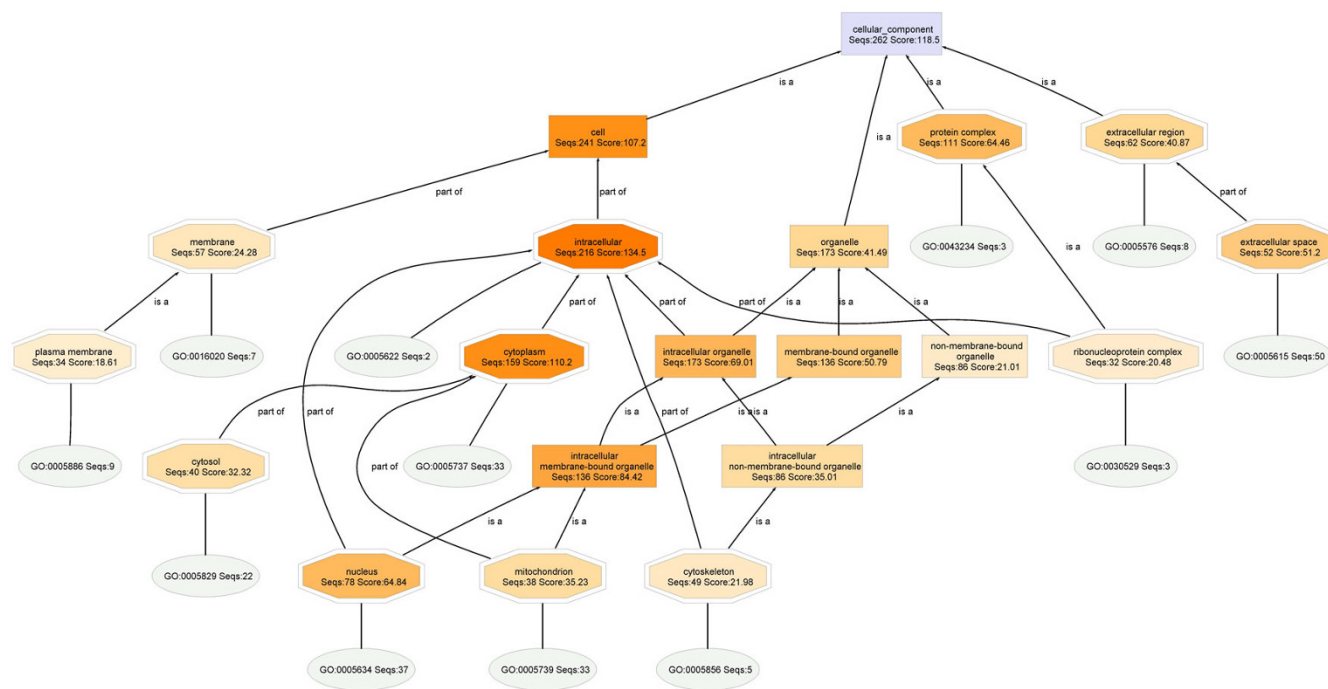 cellular_component
Seqs:262 Score:118.5
is a
is a
is a
is a
cell
Seqs:241 Score:107.2
protein complex
Seqs:111 Score:64.46
extracellular region
Seqs:62 Score:40.87
part of
part of
part of
membrane
Seqs:57 Score:24.28
intracellular
Seqs:216 Score:134.5
organelle
Seqs:173 Score:41.49
GO:0043234 Seqs:3
is a
GO:0005576 Seqs:8
extracellular space
Seqs:52 Score:51.2
is a
part of
part of
is a
is a
is a
part of
plasma membrane
Seqs:34 Score:18.61
GO:0016020 Seqs:7
GO:0005622 Seqs:2
cytoplasm
Seqs:159 Score:110.2
intracellular organelle
Seqs:173 Score:69.01
membrane-bound organelle
Seqs:136 Score:50.79
non-membrane-bound
organelle
Seqs:86 Score:21.01
ribonucleoprotein complex
Seqs:32 Score:20.48
GO:0005615 Seqs:50
part of
part of
is a
part of
is a
is a
is a
GO:0005886 Seqs:9
cytosol
Seqs:40 Score:32.32
part of
GO:0005737 Seqs:33
intracellular
membrane-bound organelle
Seqs:136 Score:84.42
intracellular
non-membrane-bound organelle
Seqs:86 Score:35.01
GO:0030529 Seqs:3
is a
is a
is a
GO:0005829 Seqs:22
nucleus
Seqs:78 Score:64.84
mitochondrion
Seqs:38 Score:35.23
cytoskeleton
Seqs:49 Score:21.98
GO:0005634 Seqs:37
GO:0005739 Seqs:33
GO:0005856 Seqs:5